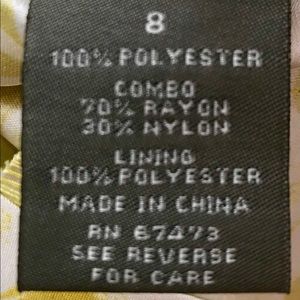 8
100% POLYESTER
COMBO
70% RAYON
30% NYLON
LINING
100% POLYESTER
MADE IN CHINA
RN 67473
SEE REVERSE
FOR CARE